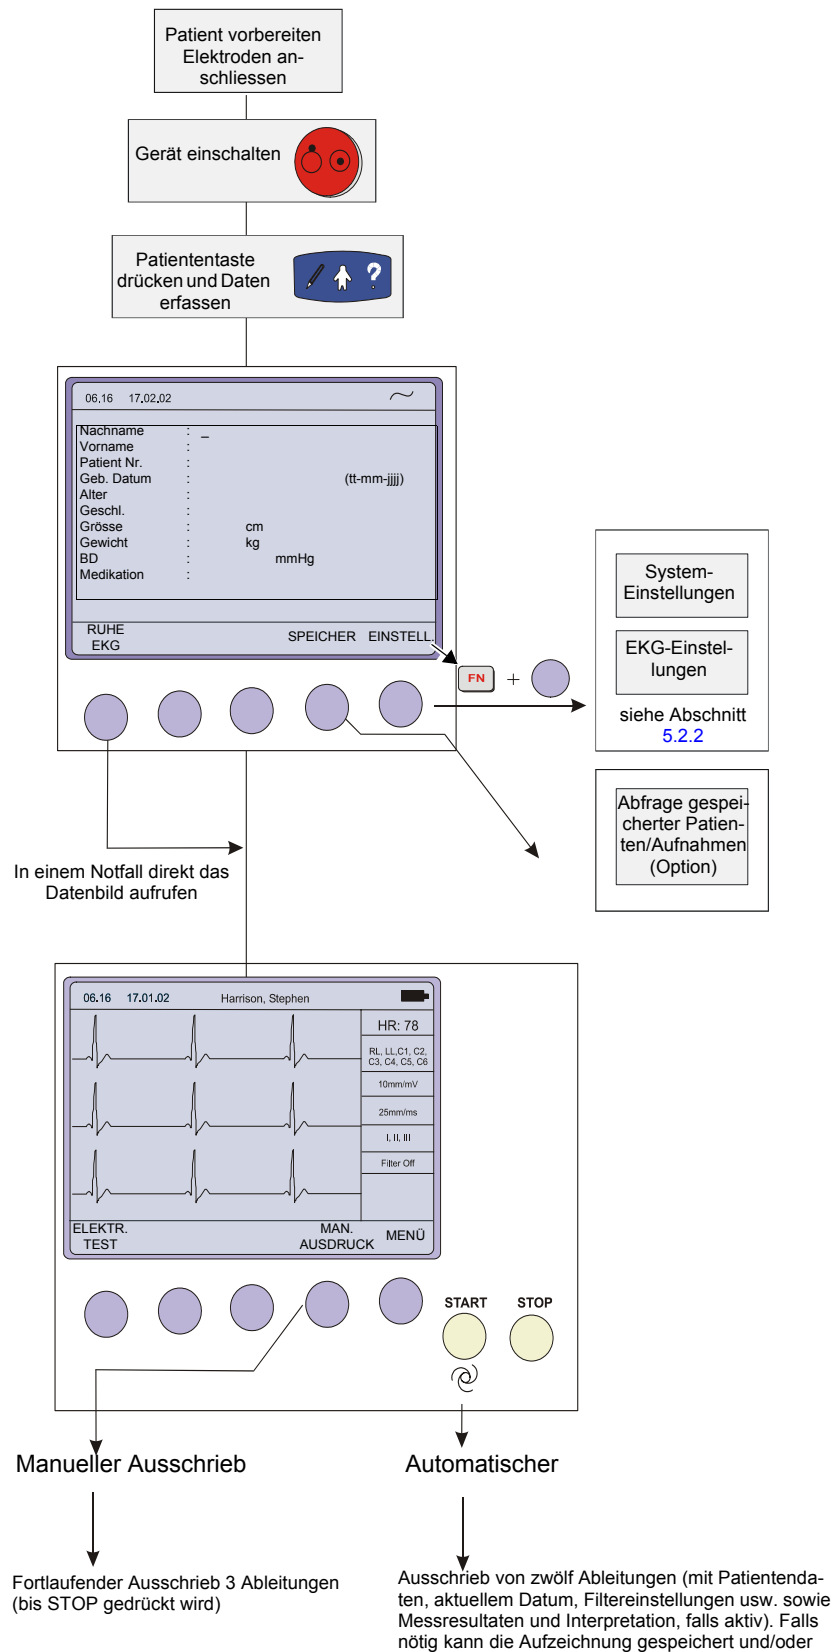 Patient vorbereiten
Elektroden an-
schliessen
Gerät einschalten
Patiententaste
drücken und Daten
erfassen
?
06.16 17.02.02
Nachname : _
Vorname :
Patient Nr. :
Geb. Datum : (tt-mm-jjjj)
Alter :
Geschl. :
Grösse : cm
Gewicht : kg
BD : mmHg
Medikation :
RUHE
EKG
SPEICHER EINSTELL.
FN +
System-
Einstellungen
EKG-Einstel-
lungen
siehe Abschnitt
5.2.2
Abfrage gespei-
cherter Patien-
ten/Aufnahmen
(Option)
In einem Notfall direkt das
Datenbild aufrufen
06.16 17.01.02 Harrison, Stephen
HR: 78
RL, LL,C1, C2,
C3, C4, C5, C6
10mm/mV
25mm/ms
I, II, III
Filter Off
ELEKTR.
TEST
MAN.
AUSDRUCK
MENÜ
START STOP
Manueller Ausschrieb
Automatischer
Fortlaufender Ausschrieb 3 Ableitungen
(bis STOP gedrückt wird)
Ausschrieb von zwölf Ableitungen (mit Patientenda-
ten, aktuellem Datum, Filtereinstellungen usw. sowie
Messresultaten und Interpretation, falls aktiv). Falls
nötig kann die Aufzeichnung gespeichert und/oder